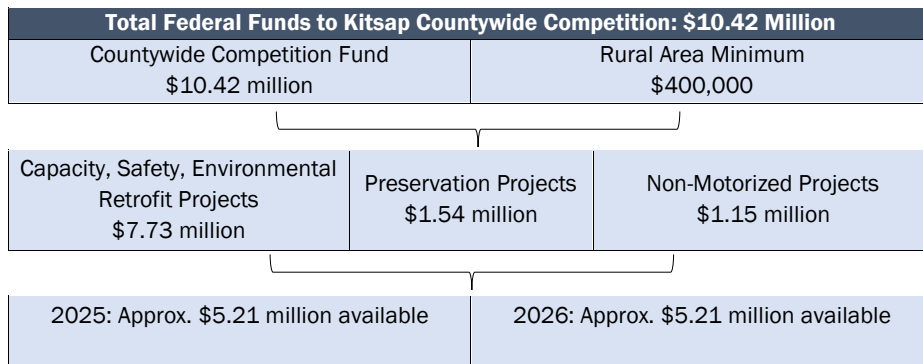 Total Federal Funds to Kitsap Countywide Competition: $10.42 Million
Countywide Competition Fund
$10.42 million
Rural Area Minimum
$400,000
Capacity, Safety, Environmental
Retrofit Projects
$7.73 million
Preservation Projects
$1.54 million
Non-Motorized Projects
$1.15 million
2025: Approx. $5.21 million available
2026: Approx. $5.21 million available